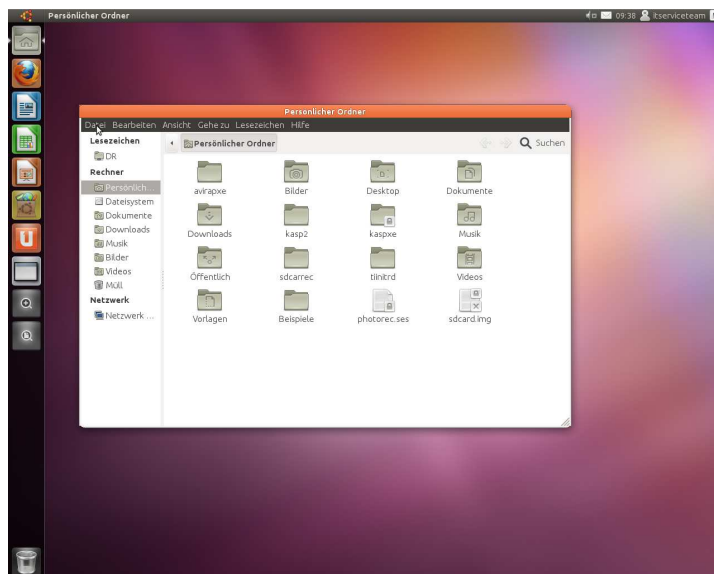 Persönlicher Ordner
09:38 itserviceteam
Persönlicher Ordner
Datei Bearbeiten Ansicht Gehe zu Lesezeichen Hilfe
Lesezeichen
DR
Rechner
Persönlich...
Dateisystem
Dokumente
Downloads
Musik
Bilder
Videos
Müll
Netzwerk
Netzwerk ...
Persönlicher Ordner
Suchen
avirapxe Bilder Desktop Dokumente
Downloads kasp2 kaspxe Musik
Öffentlich sdcarrec tiinitrd Videos
Vorlagen Beispiele photorec.ses sdcard.img